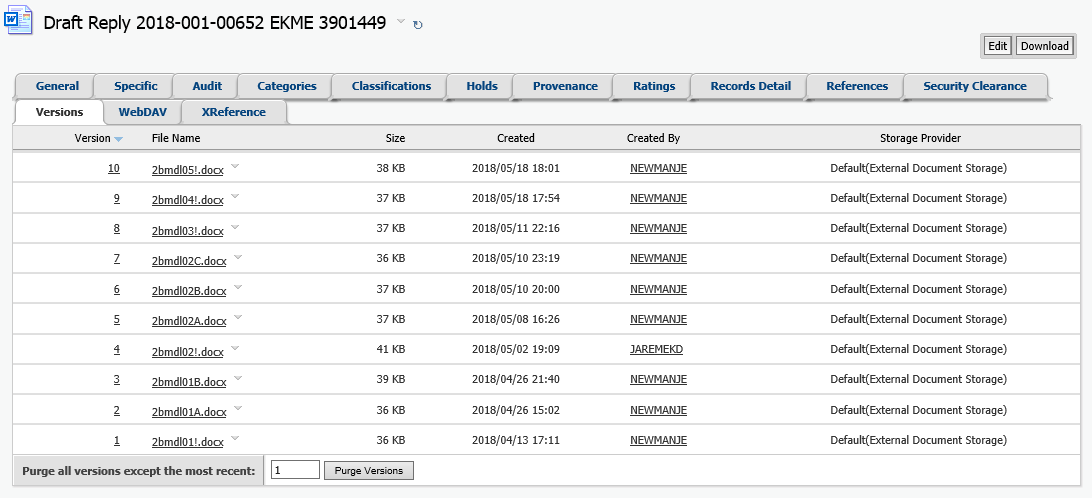 Draft Reply 2018-001-00652 EKME 3901449
Edit Download
General Specific Audit Categories Classifications Holds Provenance Ratings Records Detail References Security Clearance
Versions WebDAV XReference
Version File Name Size Created Created By Storage Provider
10 2bmdl05!.docx 38 KB 2018/05/18 18:01 NEWMANJE Default(External Document Storage)
9 2bmdl04!.docx 37 KB 2018/05/18 17:54 NEWMANJE Default(External Document Storage)
8 2bmdl03!.docx 37 KB 2018/05/11 22:16 NEWMANJE Default(External Document Storage)
7 2bmdl02C.docx 36 KB 2018/05/10 23:19 NEWMANJE Default(External Document Storage)
6 2bmdl02B.docx 37 KB 2018/05/10 20:00 NEWMANJE Default(External Document Storage)
5 2bmdl02A.docx 37 KB 2018/05/08 16:26 NEWMANJE Default(External Document Storage)
4 2bmdl02!.docx 41 KB 2018/05/02 19:09 JAREMEKD Default(External Document Storage)
3 2bmdl01B.docx 39 KB 2018/04/26 21:40 NEWMANJE Default(External Document Storage)
2 2bmdl01A.docx 36 KB 2018/04/26 15:02 NEWMANJE Default(External Document Storage)
1 2bmdl01!.docx 36 KB 2018/04/13 17:11 NEWMANJE Default(External Document Storage)
Purge all versions except the most recent: 1 Purge Versions